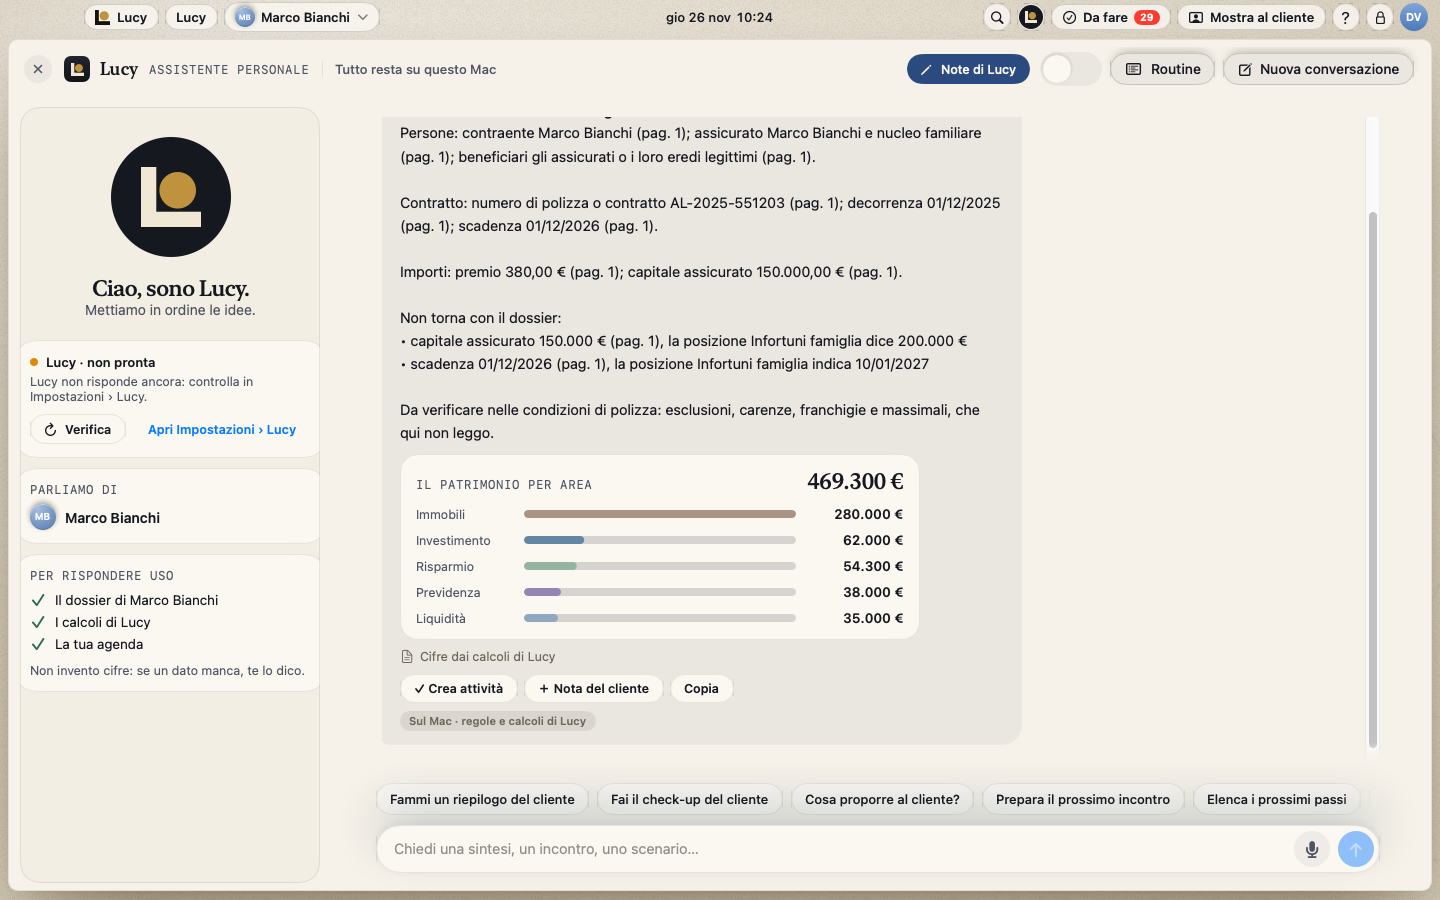 Lucy
Lucy
MB Marco Bianchi
gio 26 nov 10:24
Da fare 29
Mostra al cliente
?
DV
Lucy ASSISTENTE PERSONALE Tutto resta su questo Mac
Note di Lucy
Routine
Nuova conversazione
Ciao, sono Lucy.
Mettiamo in ordine le idee.
Lucy · non pronta
Lucy non risponde ancora: controlla in
Impostazioni › Lucy.
Verifica
Apri Impostazioni › Lucy
PARLIAMO DI
MB Marco Bianchi
PER RISPONDERE USO
Il dossier di Marco Bianchi
I calcoli di Lucy
La tua agenda
Non invento cifre: se un dato manca, te lo dico.
Persone: contraente Marco Bianchi (pag. 1); assicurato Marco Bianchi e nucleo familiare
(pag. 1); beneficiari gli assicurati o i loro eredi legittimi (pag. 1).
Contratto: numero di polizza o contratto AL-2025-551203 (pag. 1); decorrenza 01/12/2025
(pag. 1); scadenza 01/12/2026 (pag. 1).
Importi: premio 380,00 € (pag. 1); capitale assicurato 150.000,00 € (pag. 1).
Non torna con il dossier:
• capitale assicurato 150.000 € (pag. 1), la posizione Infortuni famiglia dice 200.000 €
• scadenza 01/12/2026 (pag. 1), la posizione Infortuni famiglia indica 10/01/2027
Da verificare nelle condizioni di polizza: esclusioni, carenze, franchigie e massimali, che
qui non leggo.
IL PATRIMONIO PER AREA 469.300 €
Immobili 280.000 €
Investimento 62.000 €
Risparmio 54.300 €
Previdenza 38.000 €
Liquidità 35.000 €
Cifre dai calcoli di Lucy
Crea attività
+ Nota del cliente
Copia
Sul Mac · regole e calcoli di Lucy
Fammi un riepilogo del cliente
Fai il check-up del cliente
Cosa proporre al cliente?
Prepara il prossimo incontro
Elenca i prossimi passi
Chiedi una sintesi, un incontro, uno scenario...